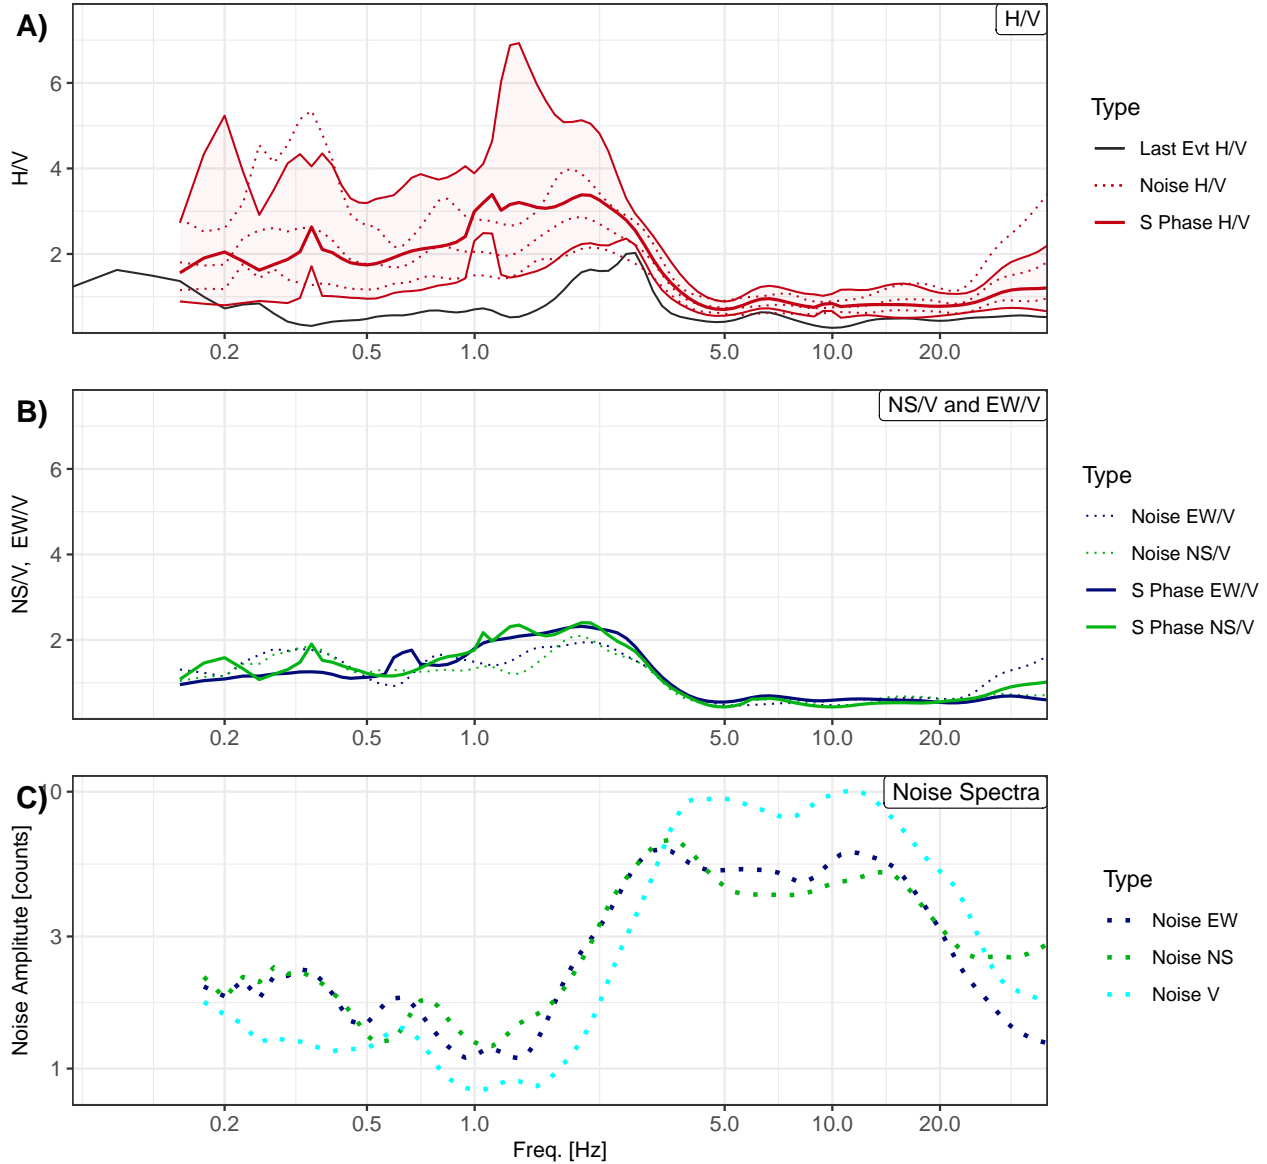 A)
H/V
6
4
2
H/V
0.2 0.5 1.0 5.0 10.0 20.0
Type
Last Evt H/V
Noise H/V
S Phase H/V
B)
NS/V and EW/V
6
4
2
NS/V, EW/V
0.2 0.5 1.0 5.0 10.0 20.0
Type
Noise EW/V
Noise NS/V
S Phase EW/V
S Phase NS/V
C)
Noise Spectra
10
3
1
Noise Amplitude [counts]
0.2 0.5 1.0 5.0 10.0 20.0
Freq. [Hz]
Type
Noise EW
Noise NS
Noise V